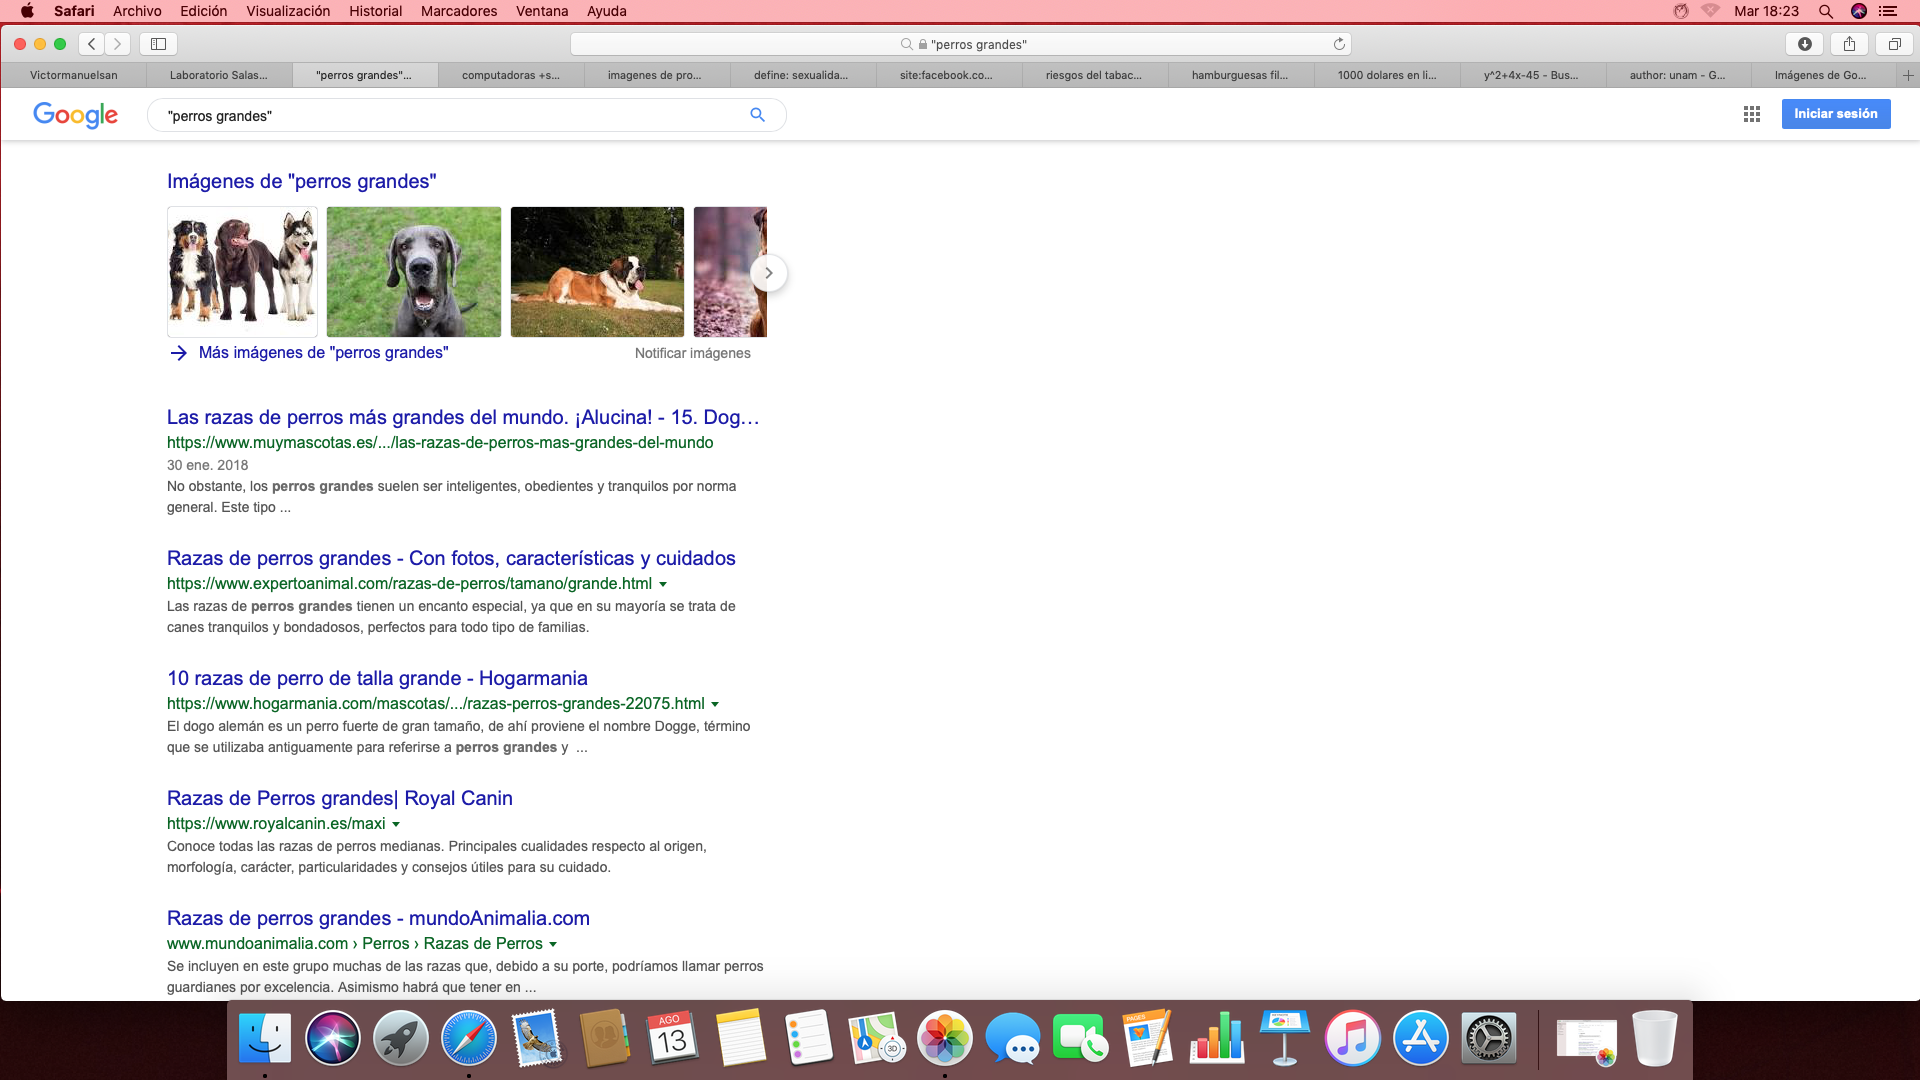 Safari Archivo Edición Visualización Historial Marcadores Ventana Ayuda Mar 18:23
"perros grandes"
Victormanuelsan Laboratorio Salas... "perros grandes"... computadoras +s... imagenes de pro... define: sexualida... site:facebook.co... riesgos del tabac... hamburguesas fil... 1000 dolares en li... y^2+4x-45 - Bus... author: unam - G... Imágenes de Go...
Google "perros grandes" Iniciar sesión
Imágenes de "perros grandes"
Más imágenes de "perros grandes" Notificar imágenes
Las razas de perros más grandes del mundo. ¡Alucina! - 15. Dog...
https://www.muymascotas.es/.../las-razas-de-perros-mas-grandes-del-mundo
30 ene. 2018
No obstante, los perros grandes suelen ser inteligentes, obedientes y tranquilos por norma
general. Este tipo ...
Razas de perros grandes - Con fotos, características y cuidados
https://www.expertoanimal.com/razas-de-perros/tamano/grande.html
Las razas de perros grandes tienen un encanto especial, ya que en su mayoría se trata de
canes tranquilos y bondadosos, perfectos para todo tipo de familias.
10 razas de perro de talla grande - Hogarmania
https://www.hogarmania.com/mascotas/.../razas-perros-grandes-22075.html
El dogo alemán es un perro fuerte de gran tamaño, de ahí proviene el nombre Dogge, término
que se utilizaba antiguamente para referirse a perros grandes y ...
Razas de Perros grandes| Royal Canin
https://www.royalcanin.es/maxi
Conoce todas las razas de perros medianas. Principales cualidades respecto al origen,
morfología, carácter, particularidades y consejos útiles para su cuidado.
Razas de perros grandes - mundoAnimalia.com
www.mundoanimalia.com › Perros › Razas de Perros
Se incluyen en este grupo muchas de las razas que, debido a su porte, podríamos llamar perros
guardianes por excelencia. Asimismo habrá que tener en ...
AGO
13
3D
PAGES